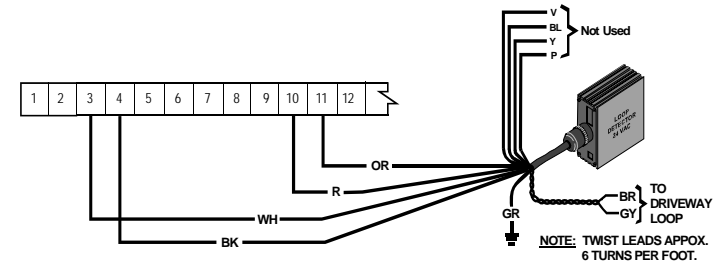 V
BL
Y
P
Not Used
1 2 3 4 5 6 7 8 9 10 11 12
LOOP
DETECTOR
24 VAC
OR
R
WH
BK
GR
BR
GY
TO
DRIVEWAY
LOOP
NOTE: TWIST LEADS APPOX.
6 TURNS PER FOOT.